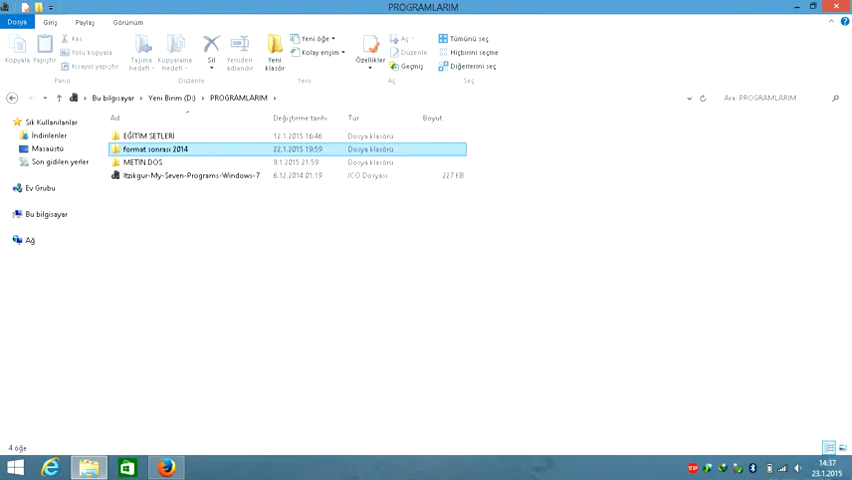 PROGRAMLARIM
Dosya Giriş Paylaş Görünüm
Kopyala Yapıştır
Kes
Yolu kopyala
Kısayol yapıştır
Pano
Taşıma hedefi
Kopyalama hedefi
Sil
Yeniden adlandır
Düzenle
Yeni klasör
Yeni öğe
Kolay erişim
Yeni
Özellikler
Aç
Düzenle
Geçmiş
Aç
Tümünü seç
Hiçbirini seçme
Diğerlerini seç
Seç
Bu bilgisayar Yeni Birim (D:) PROGRAMLARIM Ara: PROGRAMLARIM
Sık Kullanılanlar
İndirilenler
Masaüstü
Son gidilen yerler
Ev Grubu
Bu bilgisayar
Ağ
Ad Değiştirme tarihi Tür Boyut
EĞİTİM SETLERİ 12.1.2015 16:46 Dosya klasörü
format sonrası 2014 22.1.2015 19:59 Dosya klasörü
METİN DOS 9.1.2015 21:59 Dosya klasörü
Itzikgur-My-Seven-Programs-Windows-7 6.12.2014 01:19 ICO Dosyası 227 KB
4 öğe
STOP
14:37
23.1.2015